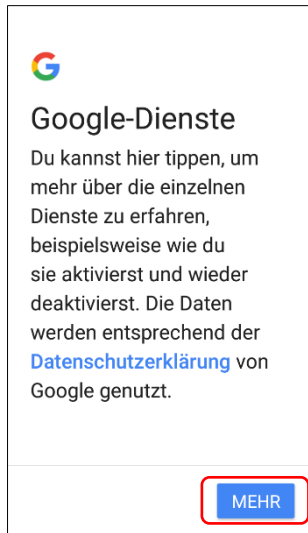 Google-Dienste
Du kannst hier tippen, um
mehr über die einzelnen
Dienste zu erfahren,
beispielsweise wie du
sie aktivierst und wieder
deaktivierst. Die Daten
werden entsprechend der
Datenschutzerklärung von
Google genutzt.
MEHR